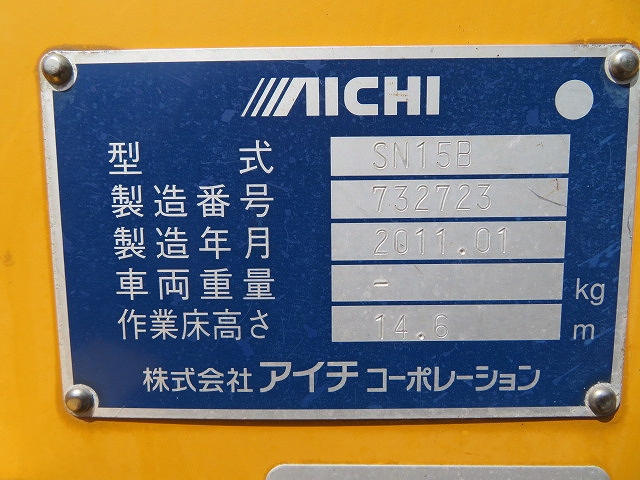 AICHI
型 式 SN15B
製造番号 732723
製造年月 2011.01
車両重量 - kg
作業床高さ 14.6 m
株式会社 アイチ コーポレーション